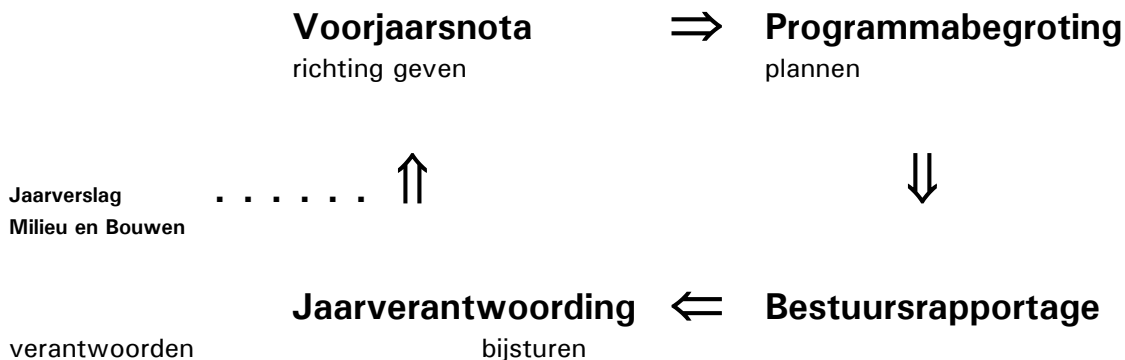 Voorjaarsnota ⇒ Programmabegroting
richting geven plannen
Jaarverslag . . . . . . ⇑ ⇓
Milieu en Bouwen
Jaarverantwoording ⇐ Bestuursrapportage
verantwoorden bijsturen